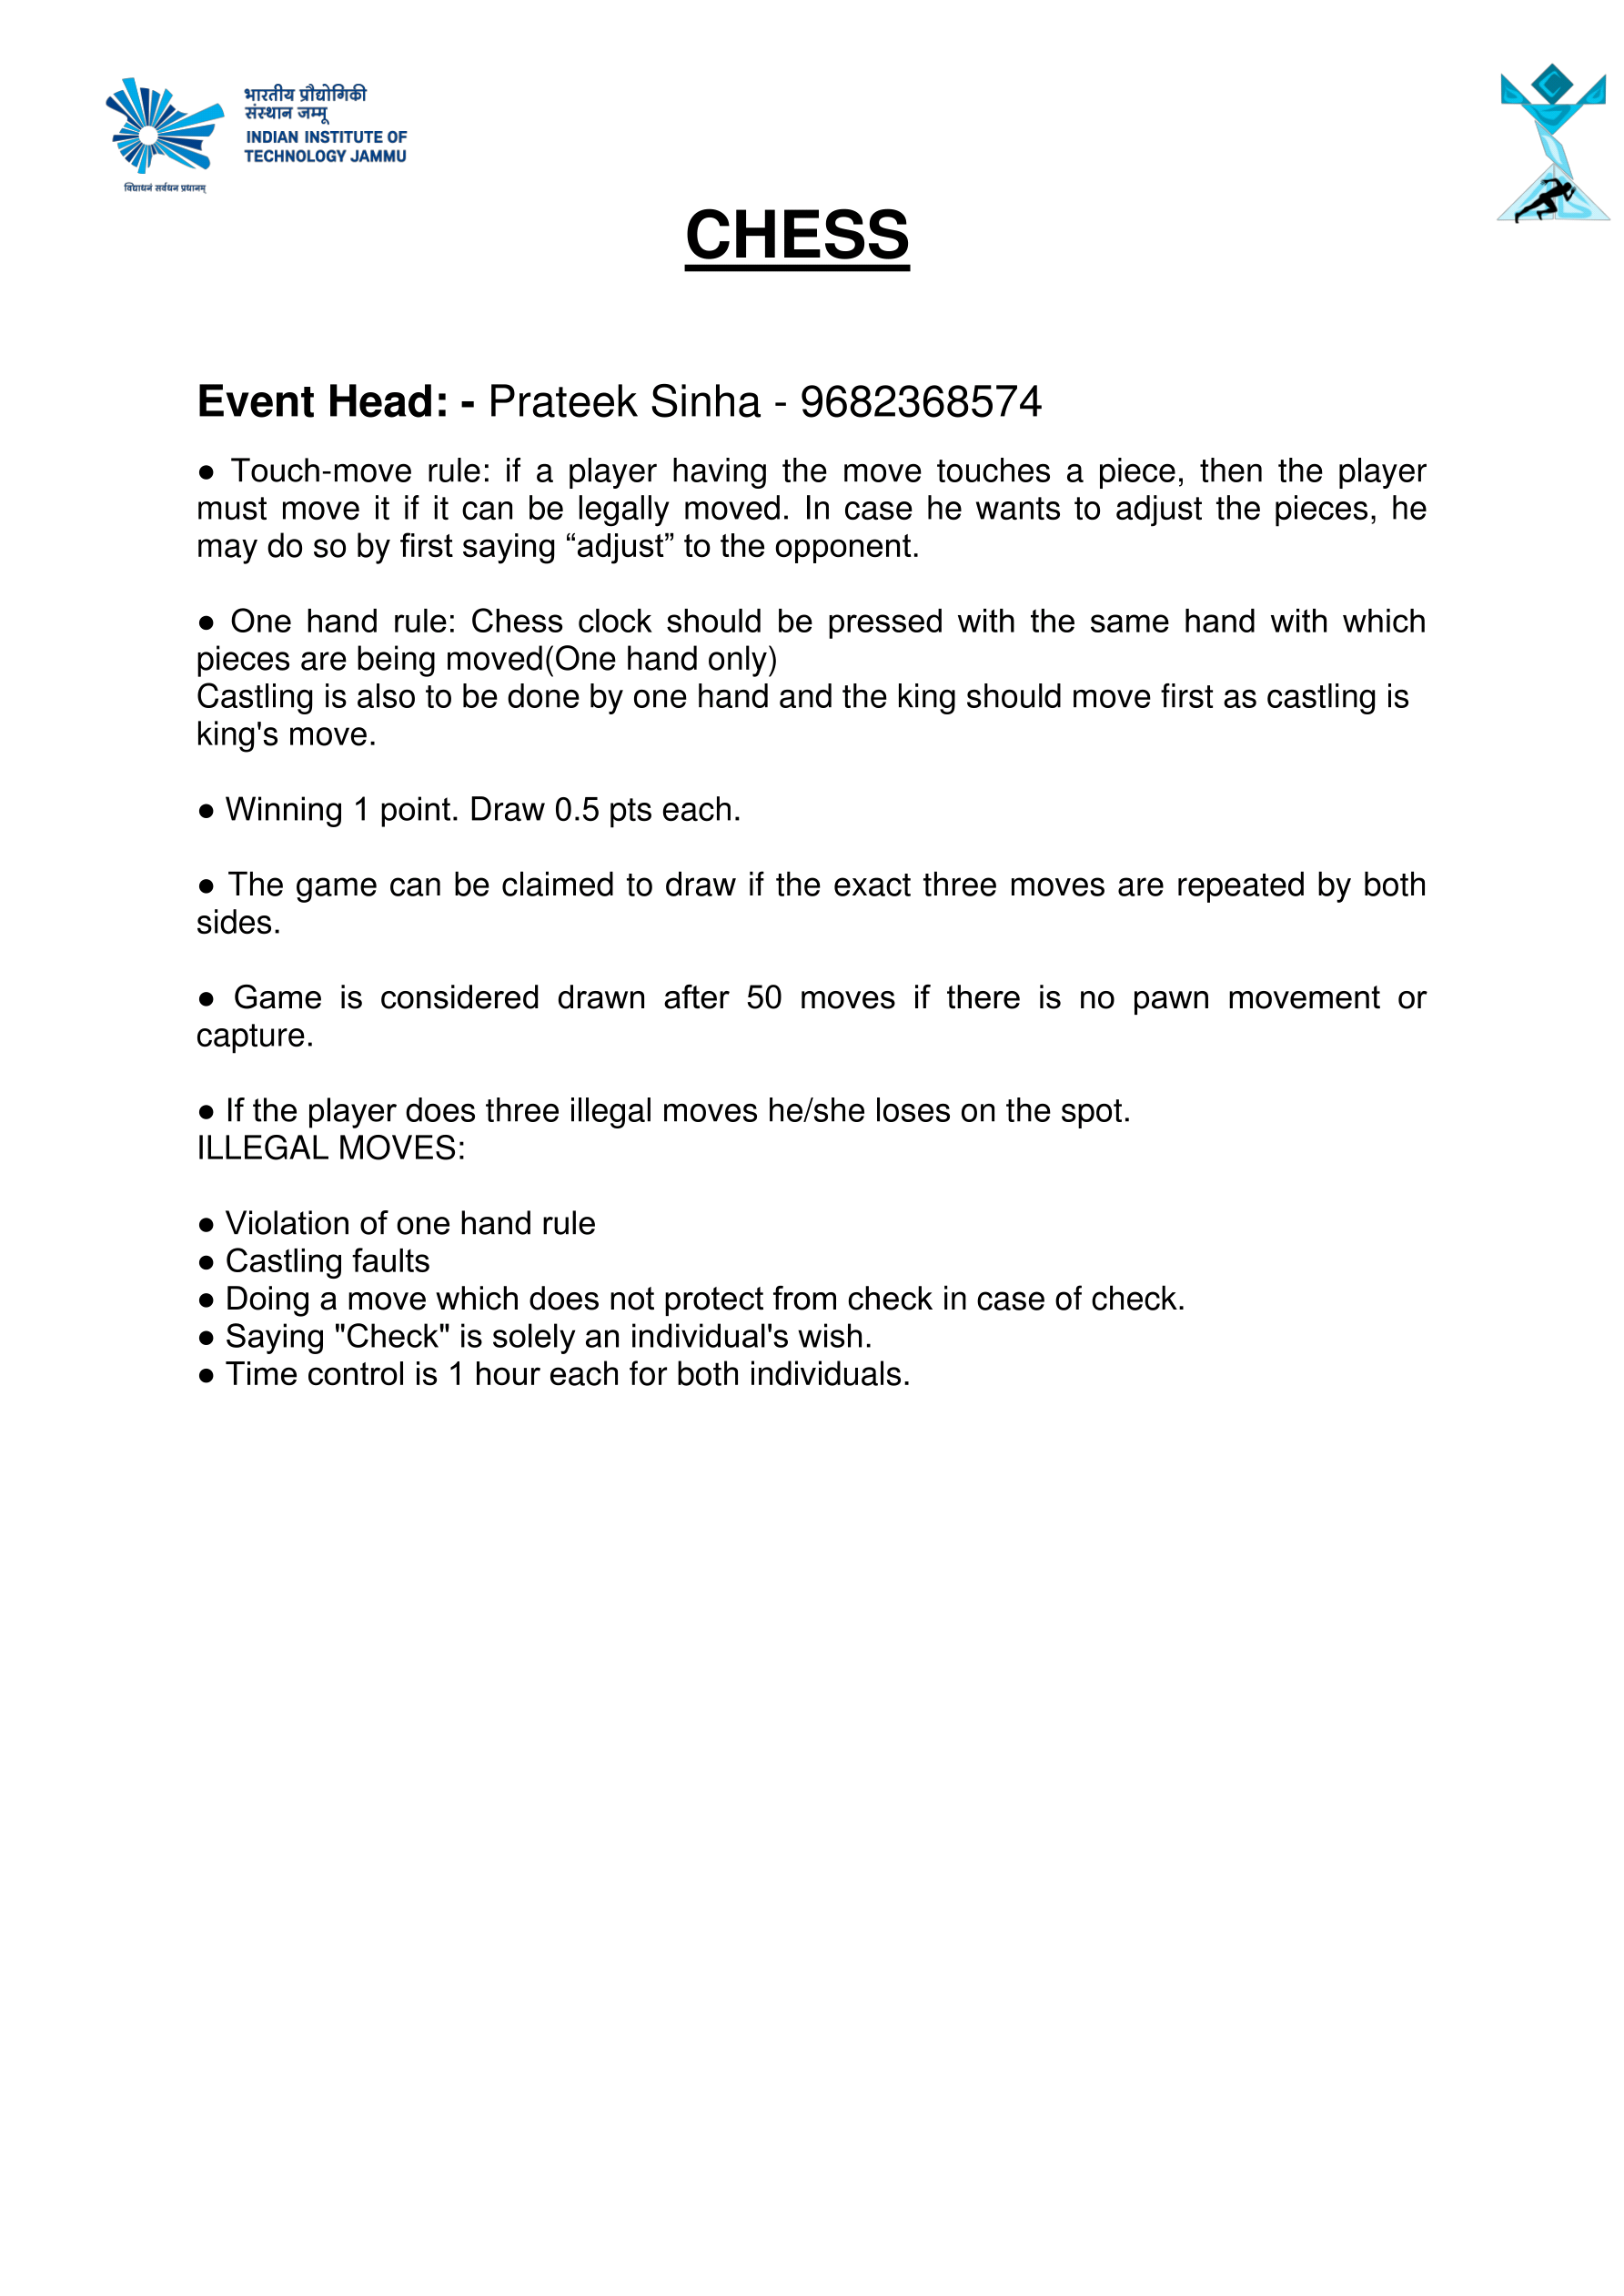 भारतीय प्रौद्योगिकी
संस्थान जम्मू
INDIAN INSTITUTE OF
TECHNOLOGY JAMMU
विद्याधनं सर्वधन प्रधानम्
CHESS
Event Head: - Prateek Sinha - 9682368574
● Touch-move rule: if a player having the move touches a piece, then the player
must move it if it can be legally moved. In case he wants to adjust the pieces, he
may do so by first saying “adjust” to the opponent.
● One hand rule: Chess clock should be pressed with the same hand with which
pieces are being moved(One hand only)
Castling is also to be done by one hand and the king should move first as castling is
king's move.
● Winning 1 point. Draw 0.5 pts each.
● The game can be claimed to draw if the exact three moves are repeated by both
sides.
● Game is considered drawn after 50 moves if there is no pawn movement or
capture.
● If the player does three illegal moves he/she loses on the spot.
ILLEGAL MOVES:
● Violation of one hand rule
● Castling faults
● Doing a move which does not protect from check in case of check.
● Saying "Check" is solely an individual's wish.
● Time control is 1 hour each for both individuals.